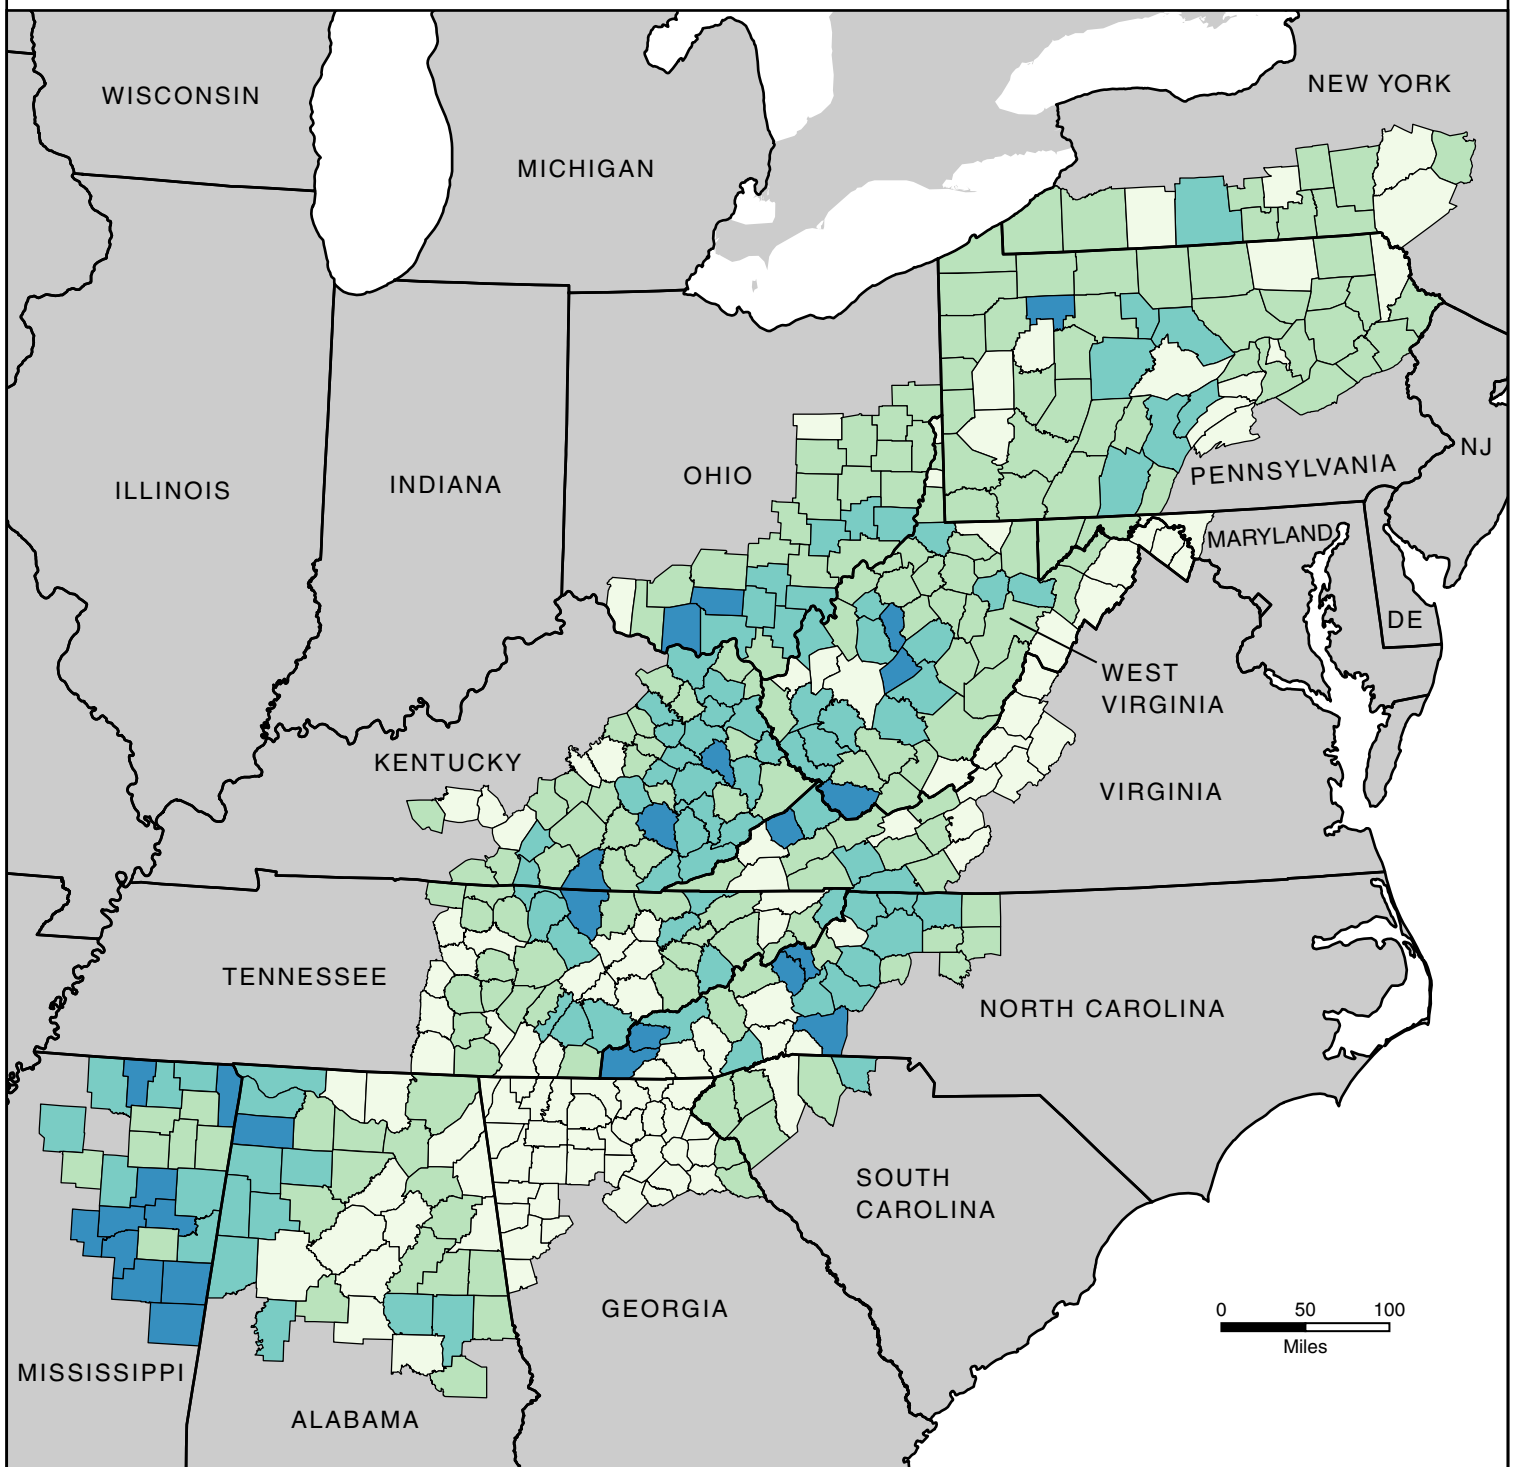 WISCONSIN
NEW YORK
MICHIGAN
NJ
OHIO
PENNSYLVANIA
ILLINOIS
INDIANA
MARYLAND
DE
WEST
VIRGINIA
KENTUCKY
VIRGINIA
TENNESSEE
NORTH CAROLINA
SOUTH
CAROLINA
GEORGIA
0 50 100
Miles
MISSISSIPPI
ALABAMA